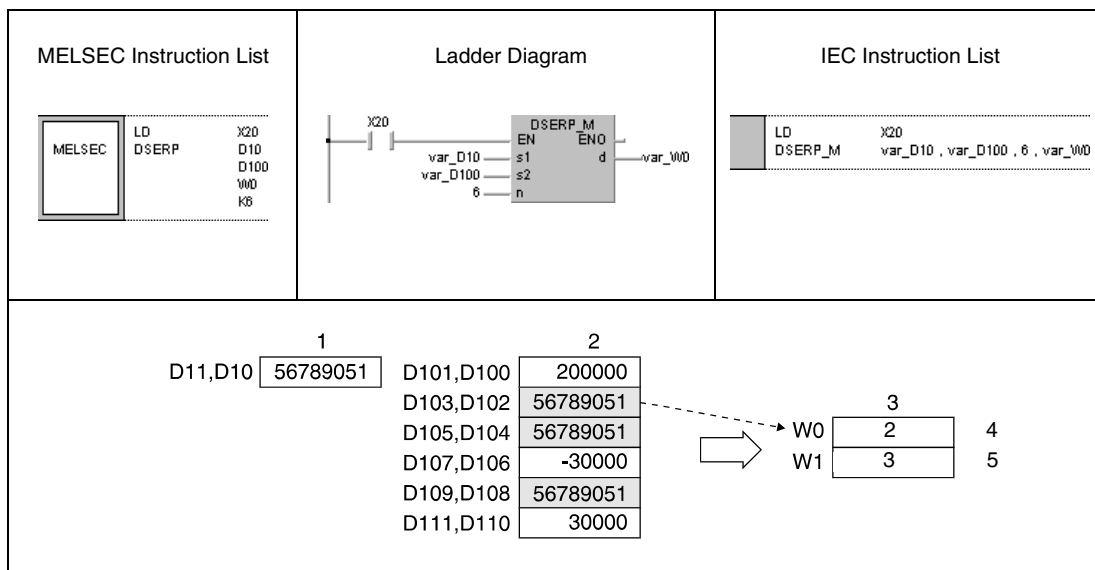 MELSEC Instruction List
MELSEC
LD X20
DSERP D10
D100
W0
K6
Ladder Diagram
X20
DSERP_M
EN ENO
var_D10 s1 d var_W0
var_D100 s2
6 n
IEC Instruction List
LD X20
DSERP_M var_D10 , var_D100 , 6 , var_W0
1
D11,D10 56789051
2
D101,D100 200000
D103,D102 56789051
D105,D104 56789051
D107,D106 -30000
D109,D108 56789051
D111,D110 30000
3
W0 2 4
W1 3 5